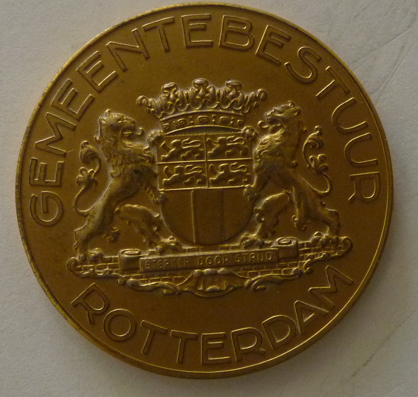 GEMEENTEBESTUUR
STERKER DOOR STRIJD
ROTTERDAM